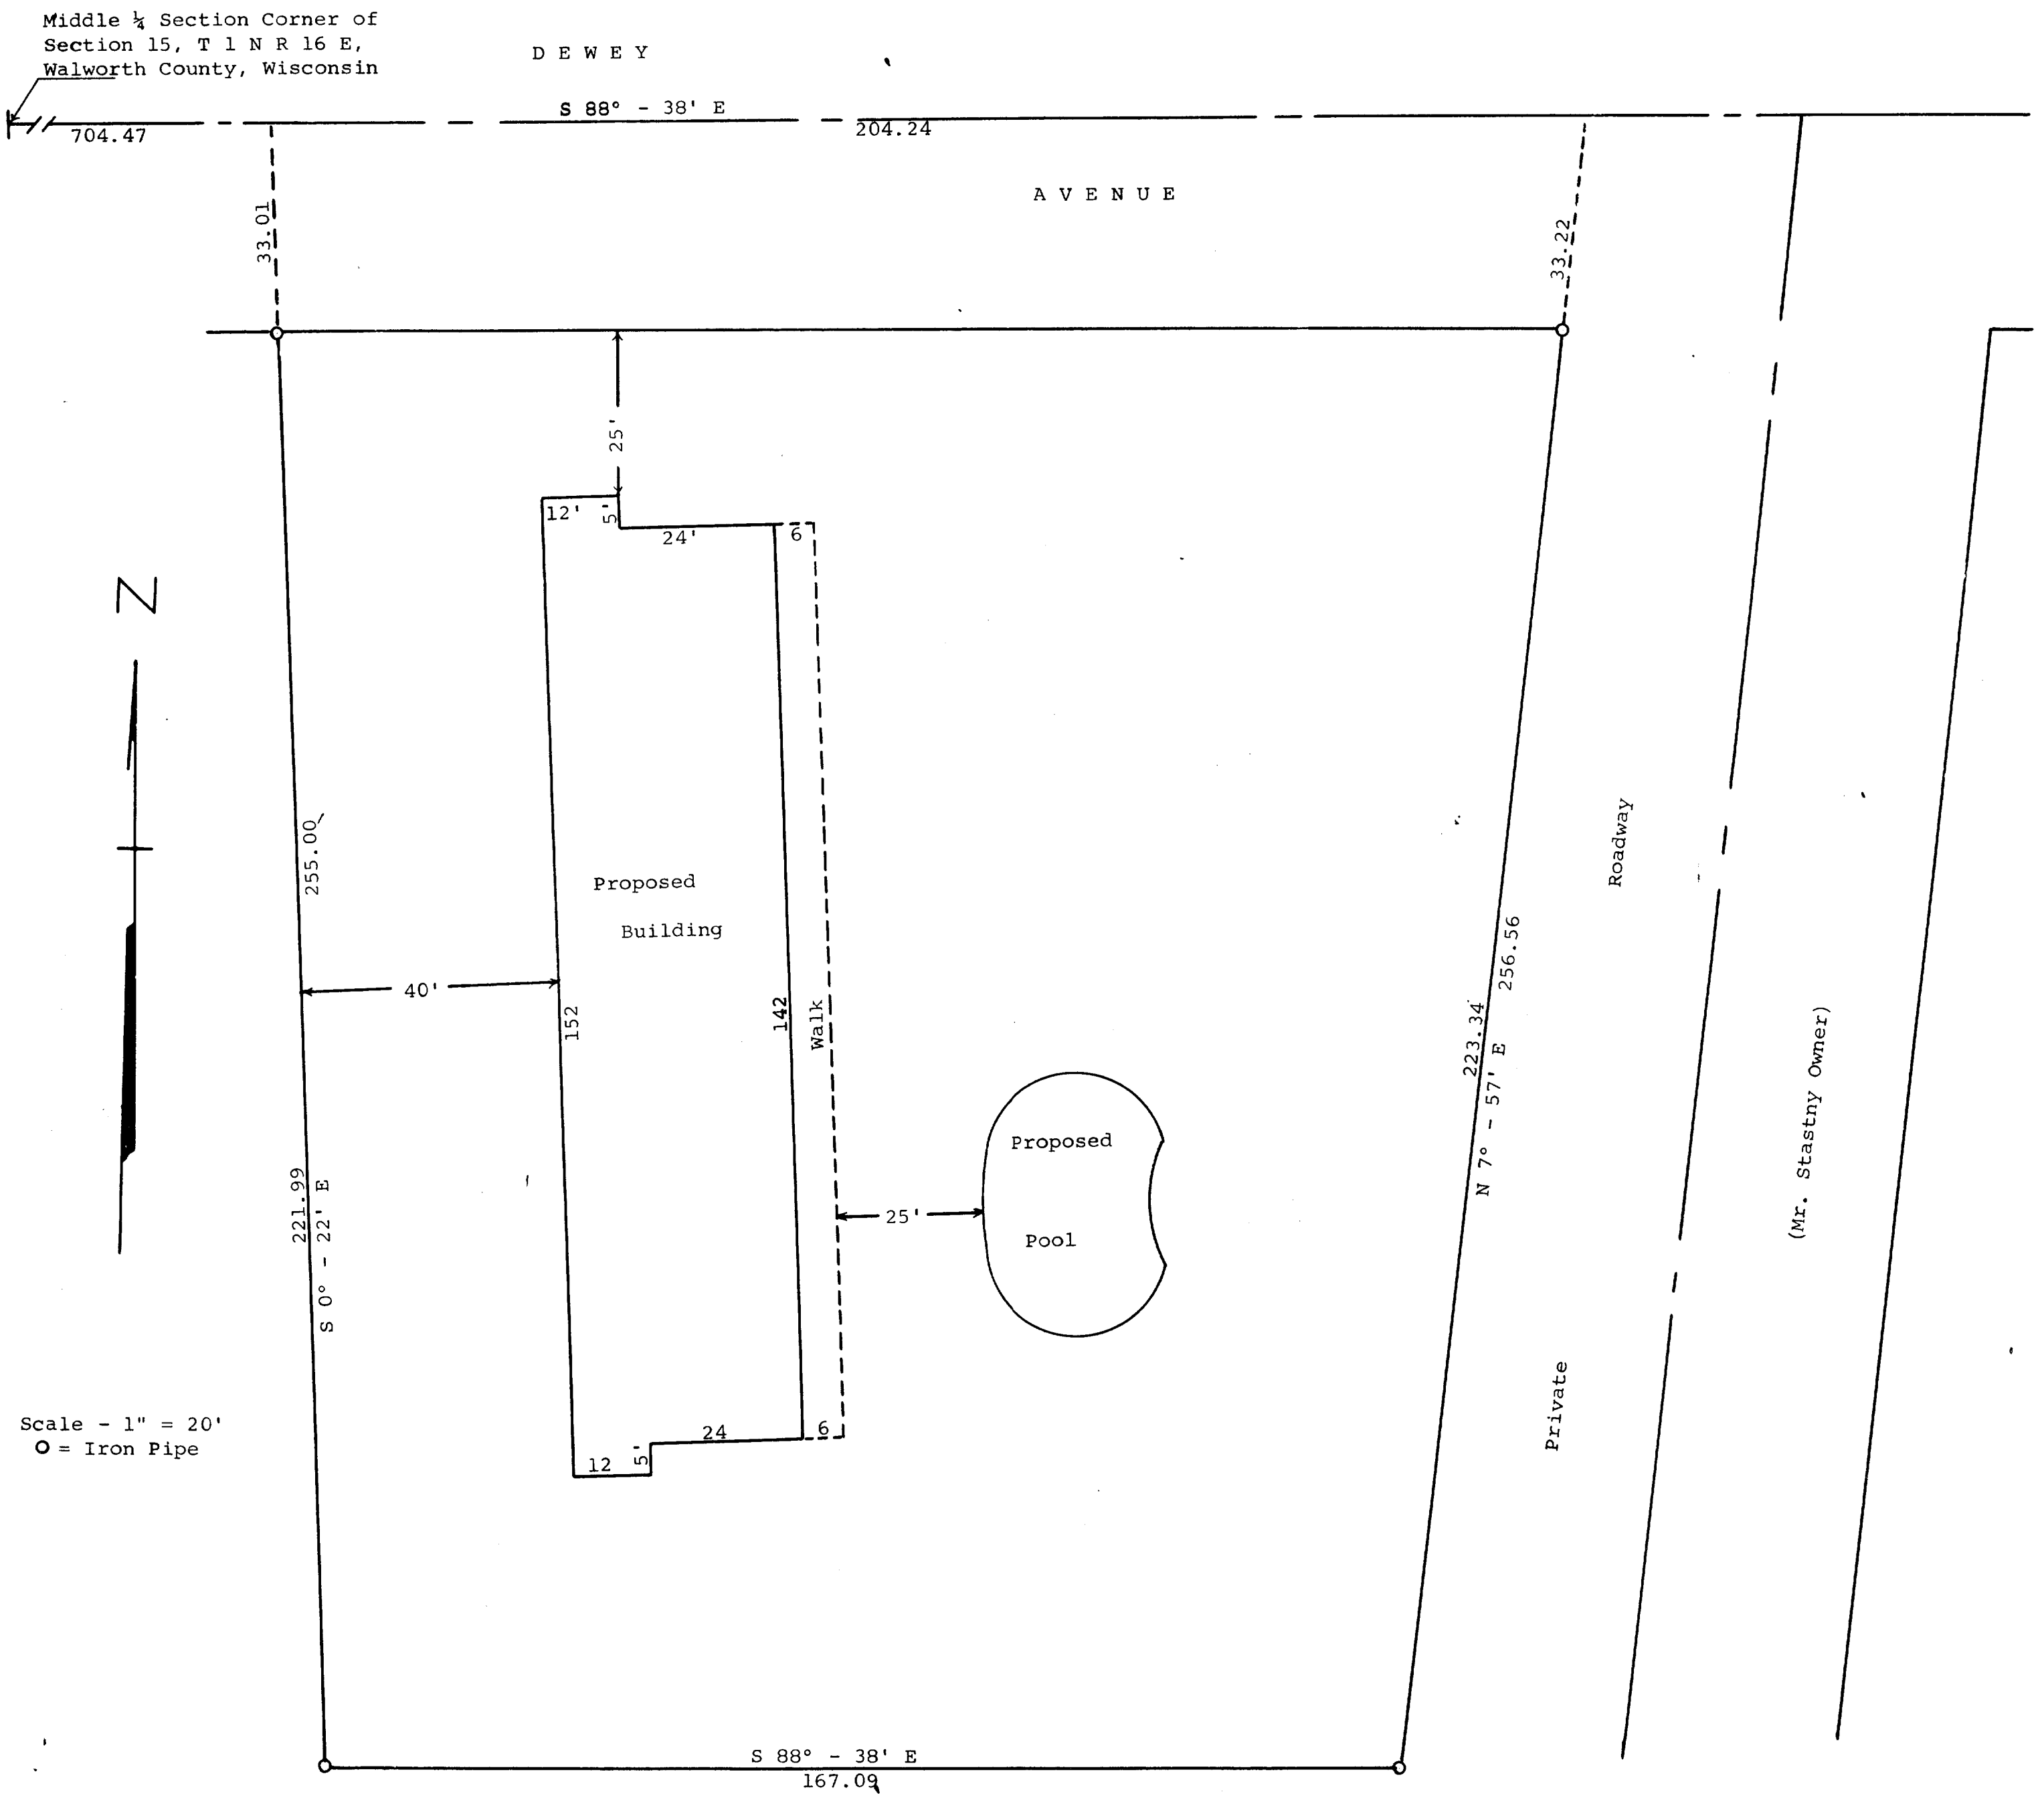 Middle ¼ Section Corner of
Section 15, T 1 N R 16 E,
Walworth County, Wisconsin
D E W E Y
S 88° - 38' E
704.47
204.24
A V E N U E
33.01
33.22
25'
12'
5'
24'
6
N
255.00
Proposed
Building
40'
152
142
Walk
Roadway
256.56
223.34
N 7° - 57' E
(Mr. Stastny Owner)
Proposed
Pool
25'
221.99
S 0° - 22' E
Private
Scale - 1" = 20'
O = Iron Pipe
24
6
12
5'
S 88° - 38' E
167.09